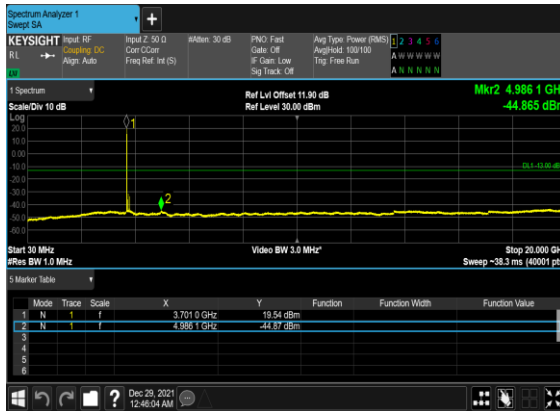 Spectrum Analyzer 1
Swept SA
+
KEYSIGHT
RL
Input: RF
Coupling: DC
Align: Auto
Input Z: 50 Ω
Corr CCorr
Freq Ref: Int (S)
#Atten: 30 dB
PNO: Fast
Gate: Off
IF Gain: Low
Sig Track: Off
Avg Type: Power (RMS)
Avg|Hold: 100/100
Trig: Free Run
1 2 3 4 5 6
A W W W W W
A N N N N N
1 Spectrum
Scale/Div 10 dB
Ref Lvl Offset 11.90 dB
Ref Level 30.00 dBm
Mkr2 4.986 1 GH
-44.865 dBr
Log
20.0
10.0
0.00
-10.0
-20.0
-30.0
-40.0
-50.0
-60.0
1
2
DL1 -13.00 dB
Start 30 MHz
#Res BW 1.0 MHz
Video BW 3.0 MHz*
Stop 20.000 GH
Sweep ~38.3 ms (40001 pt
5 Marker Table
Mode Trace Scale X Y Function Function Width Function Value
1 N 1 f 3.701 0 GHz 19.54 dBm
2 N 1 f 4.986 1 GHz -44.87 dBm
3
4
5
6
?
Dec 29, 2021
12:46:04 AM